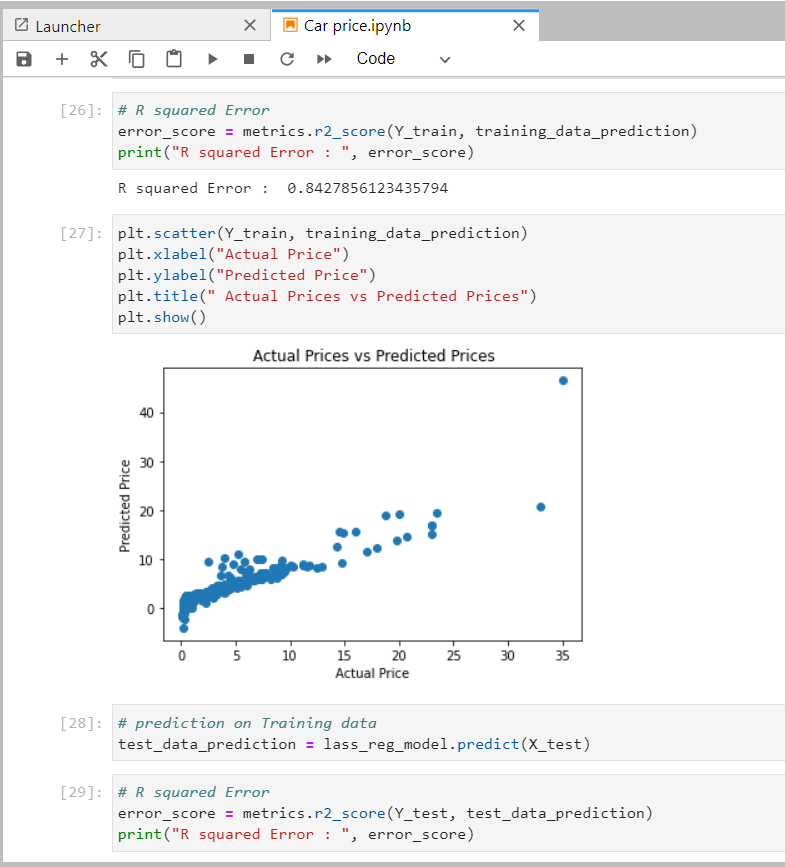 Launcher
Car price.ipynb
Code
[26]:
# R squared Error
error_score = metrics.r2_score(Y_train, training_data_prediction)
print("R squared Error : ", error_score)
R squared Error :  0.8427856123435794
[27]:
plt.scatter(Y_train, training_data_prediction)
plt.xlabel("Actual Price")
plt.ylabel("Predicted Price")
plt.title(" Actual Prices vs Predicted Prices")
plt.show()
Actual Prices vs Predicted Prices
Predicted Price
40
30
20
10
0
0 5 10 15 20 25 30 35
Actual Price
[28]:
# prediction on Training data
test_data_prediction = lass_reg_model.predict(X_test)
[29]:
# R squared Error
error_score = metrics.r2_score(Y_test, test_data_prediction)
print("R squared Error : ", error_score)